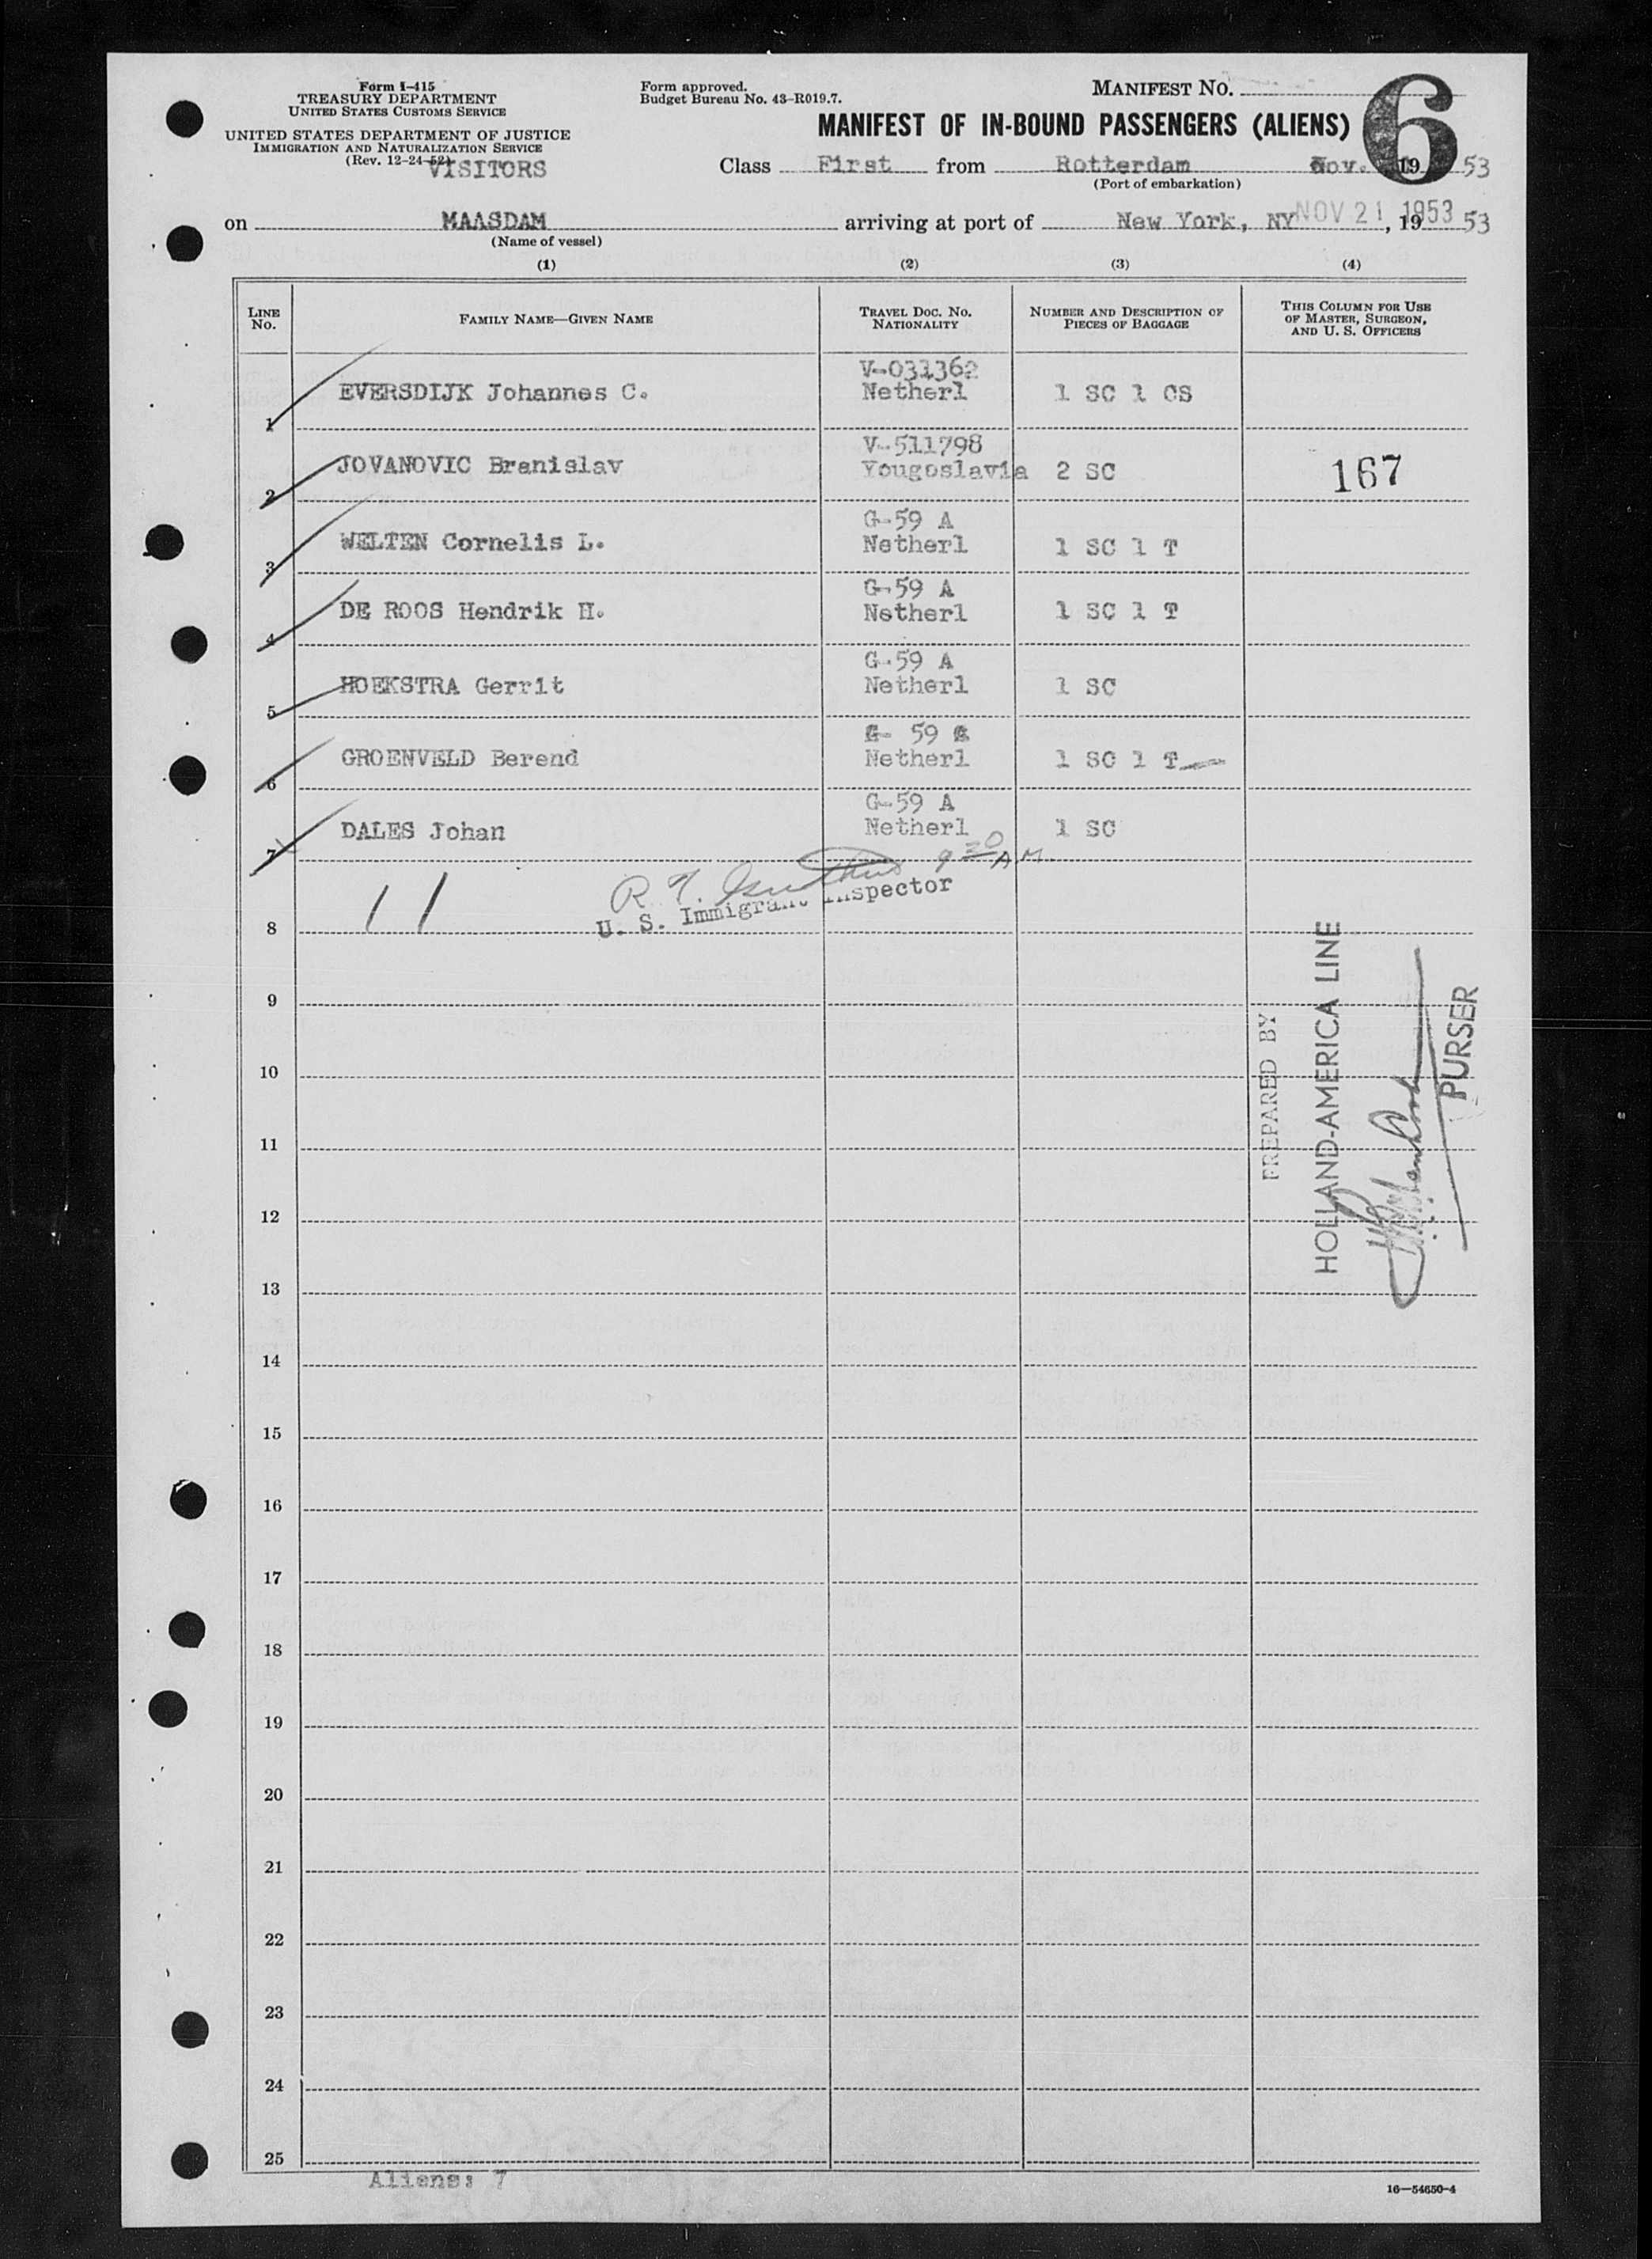 Form I-415
TREASURY DEPARTMENT
UNITED STATES CUSTOMS SERVICE
UNITED STATES DEPARTMENT OF JUSTICE
IMMIGRATION AND NATURALIZATION SERVICE
(Rev. 12-24-52)
VISITORS
Form approved.
Budget Bureau No. 43-R019.7.
MANIFEST NO.
6
MANIFEST OF IN-BOUND PASSENGERS (ALIENS)
Class First from Rotterdam Nov. 19 53
(Port of embarkation)
on MAASDAM arriving at port of New York, NY NOV 21 1953, 19 53
(Name of vessel)
(1) (2) (3) (4)
LINE NO. FAMILY NAME—GIVEN NAME TRAVEL DOC. NO. NATIONALITY NUMBER AND DESCRIPTION OF PIECES OF BAGGAGE THIS COLUMN FOR USE OF MASTER, SURGEON, AND U. S. OFFICERS
V-031362
1 EVERSDIJK Johannes C. Netherl 1 SC 1 CS
V-511798
2 JOVANOVIC Branislav Yougoslavia 2 SC 167
G-59 A
3 WELTEN Cornelis L. Netherl 1 SC 1 T
G-59 A
4 DE ROOS Hendrik H. Netherl 1 SC 1 T
G-59 A
5 HOEKSTRA Gerrit Netherl 1 SC
G- 59
6 GROENVELD Berend Netherl 1 SC 1 T
G-59 A
7 DALES Johan Netherl 1 SC
9 30 AM
11 R.
U. S. Immigrant Inspector
8
9
10
11
12
13
14
15
16
17
18
19
20
21
22
23
24
25
PREPARED BY
HOLLAND-AMERICA LINE
PURSER
Aliens: 7
16—54650-4